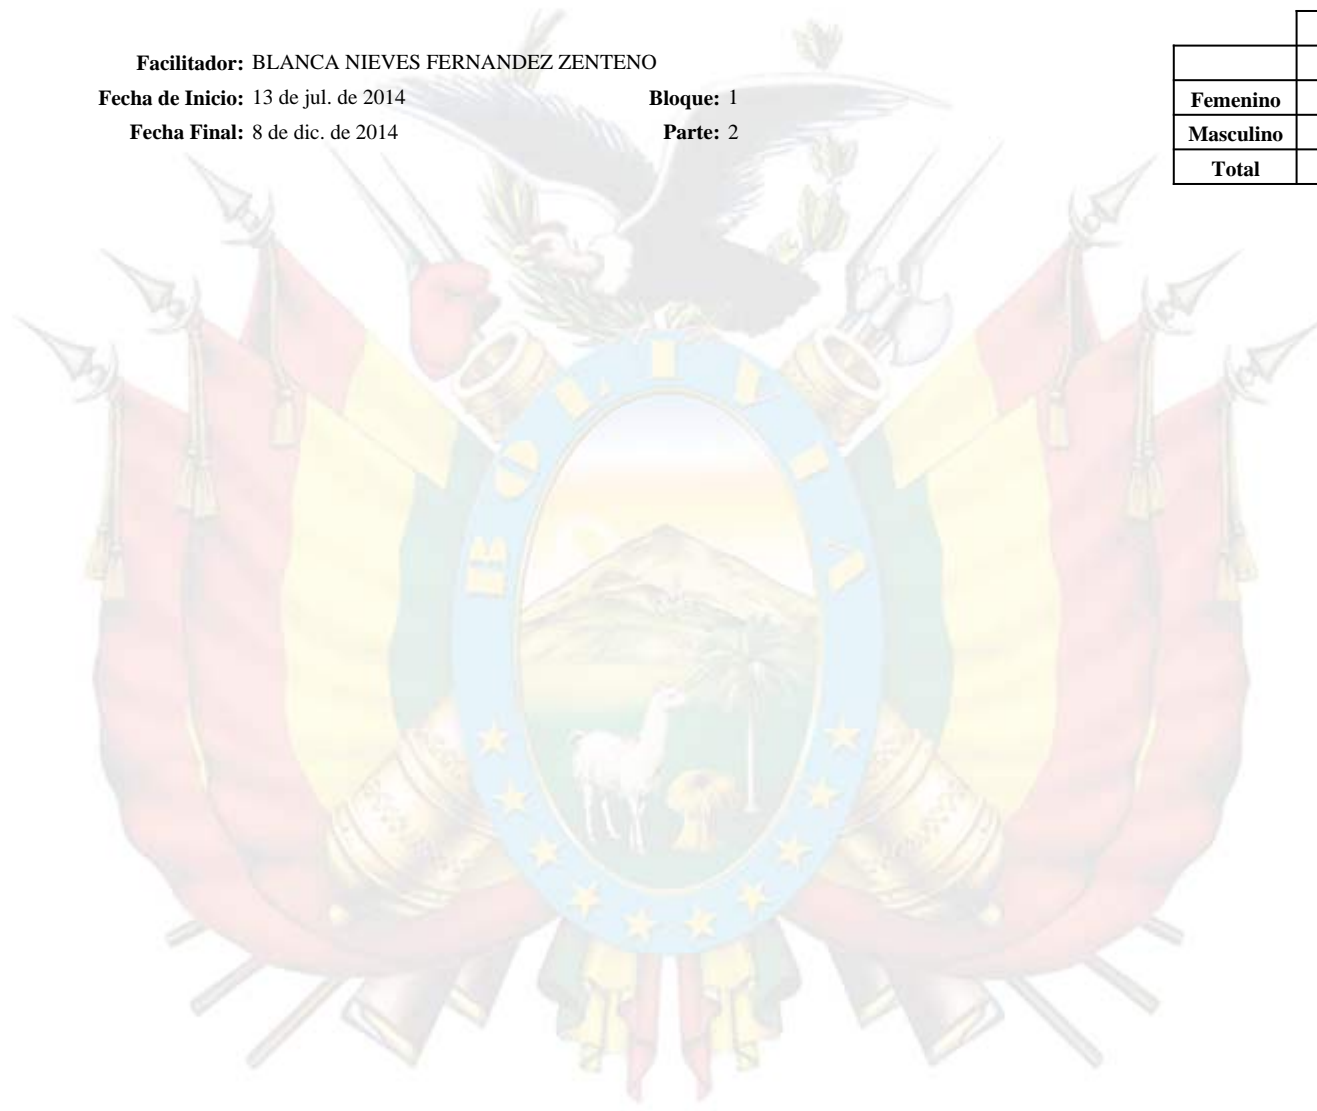 Facilitador: BLANCA NIEVES FERNANDEZ ZENTENO
Fecha de Inicio: 13 de jul. de 2014 Bloque: 1
Fecha Final: 8 de dic. de 2014 Parte: 2
Femenino
Masculino
Total
BOLIVIA